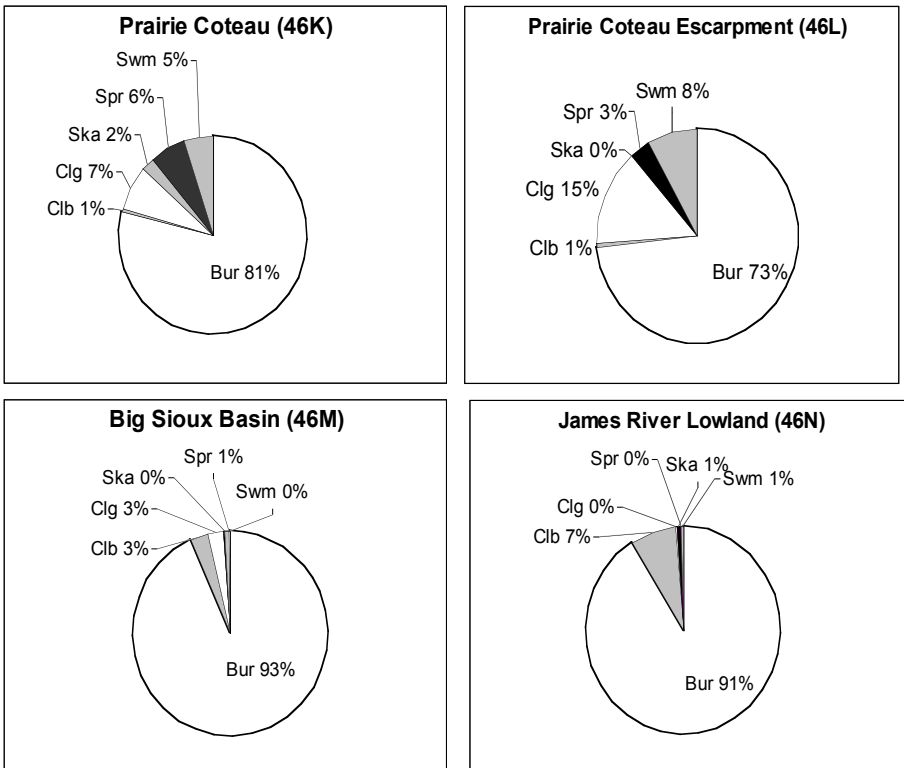 Prairie Coteau (46K)
Swm 5%
Spr 6%
Ska 2%
Clg 7%
Clb 1%
Bur 81%
Prairie Coteau Escarpment (46L)
Swm 8%
Spr 3%
Ska 0%
Clg 15%
Clb 1%
Bur 73%
Big Sioux Basin (46M)
Spr 1%
Ska 0%
Swm 0%
Clg 3%
Clb 3%
Bur 93%
James River Lowland (46N)
Spr 0%
Ska 1%
Swm 1%
Clg 0%
Clb 7%
Bur 91%